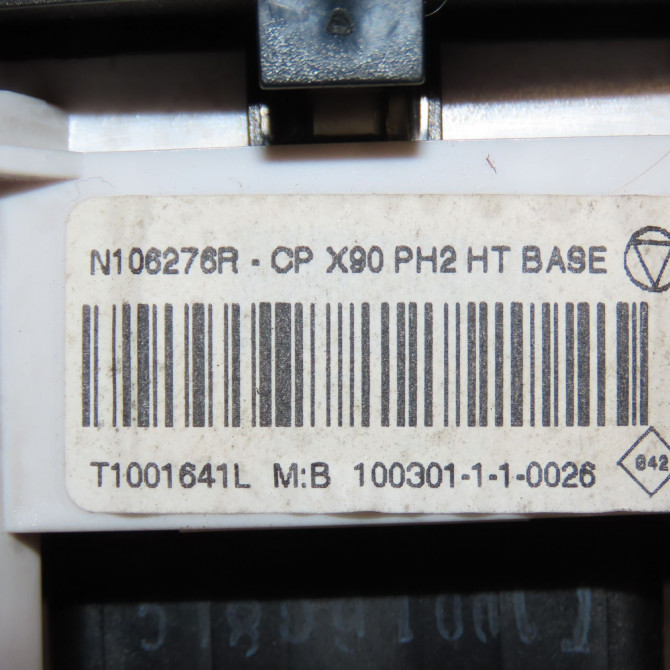 N106276R - CP X90 PH2 HT BASE
T1001641L M:B 100301-1-1-0026
042